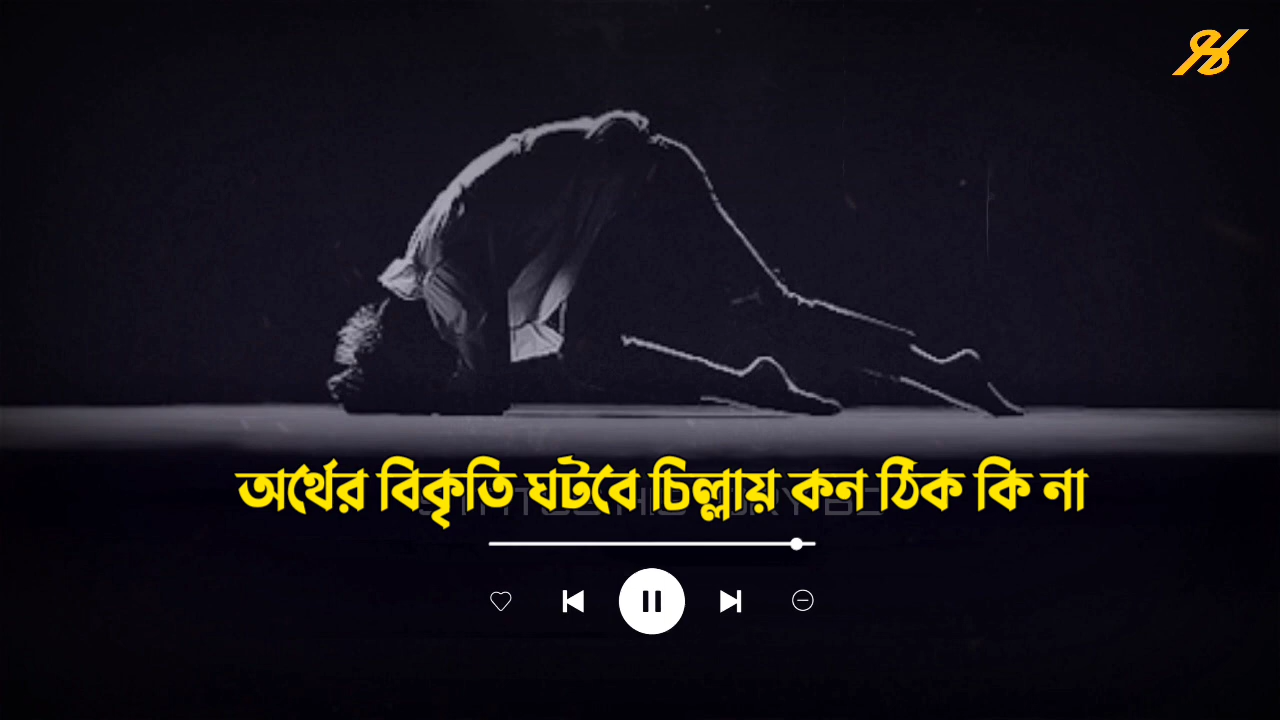 অর্থের বিকৃতি ঘটবে চিল্লায় কন ঠিক কি না